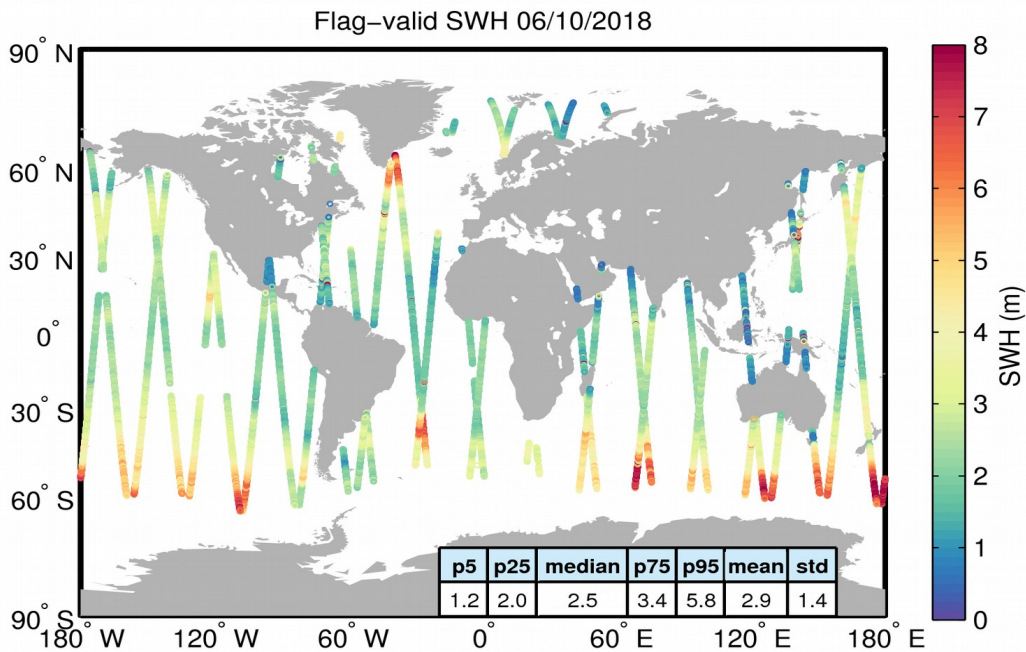 Flag−valid SWH 06/10/2018
90° N
60° N
30° N
0°
30° S
60° S
90° S
180° W
120° W
60° W
0°
60° E
120° E
180° E
p5 p25 median p75 p95 mean std
1.2 2.0 2.5 3.4 5.8 2.9 1.4
8
7
6
5
4
3
2
1
0
SWH (m)